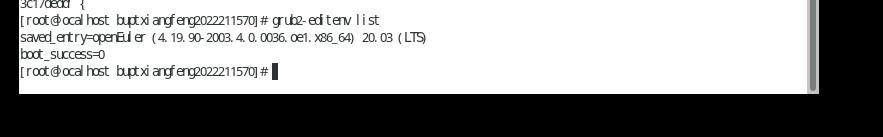 [root@localhost buptxiangfeng2022211570]# grub2-editenv list
saved_entry=openEuler (4.19.90-2003.4.0.0036.oe1.x86_64) 20.03 (LTS)
boot_success=0
[root@localhost buptxiangfeng2022211570]#